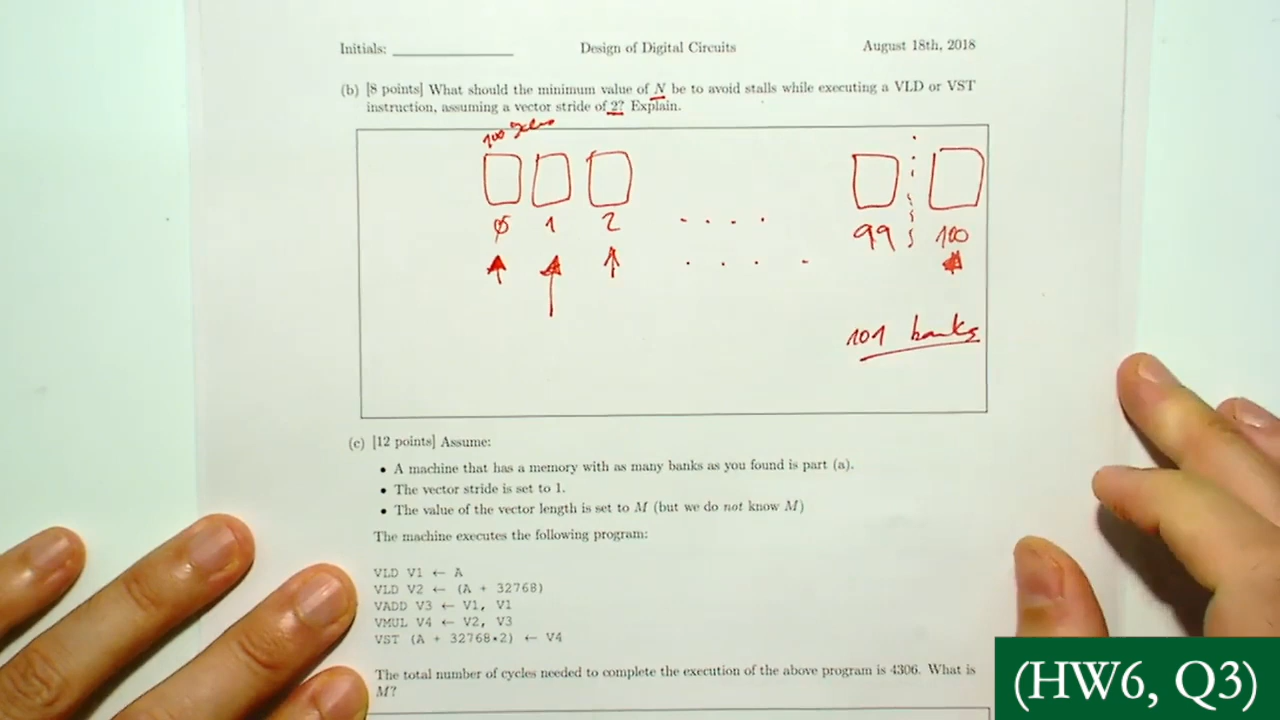 Initials: Design of Digital Circuits August 18th, 2018
(b) [8 points] What should the minimum value of N be to avoid stalls while executing a VLD or VST
instruction, assuming a vector stride of 2? Explain.
100
0 1 2 .... 99 100
....
101 banks
(c) [12 points] Assume:
• A machine that has a memory with as many banks as you found is part (a).
• The vector stride is set to 1.
• The value of the vector length is set to M (but we do not know M)
The machine executes the following program:
VLD V1 ← A
VLD V2 ← (A + 32768)
VADD V3 ← V1, V1
VMUL V4 ← V2, V3
VST (A + 32768*2) ← V4
The total number of cycles needed to complete the execution of the above program is 4306. What is
M?
(HW6, Q3)